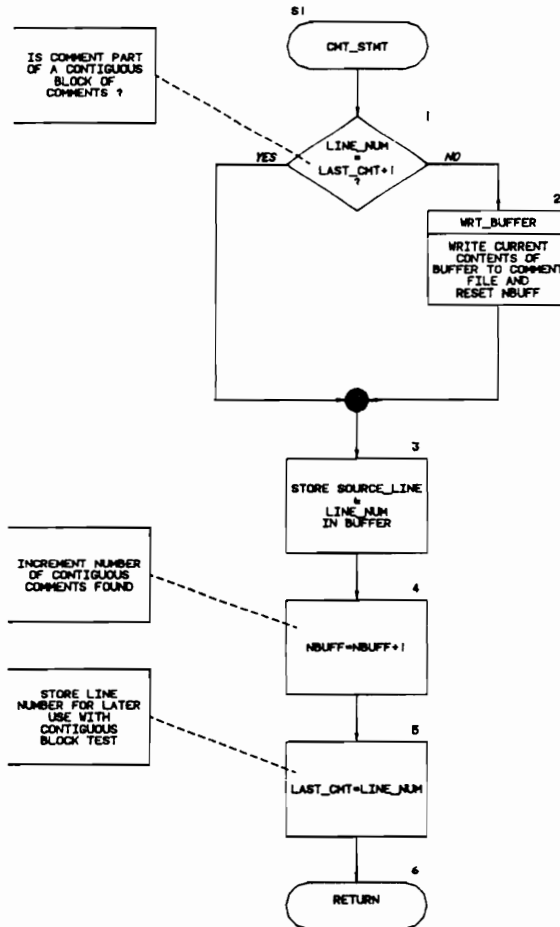 S1
CMT_STMT
IS COMMENT PART
OF A CONTIGUOUS
BLOCK OF
COMMENTS ?
1
LINE_NUM
=
LAST_CMT+1
?
YES
NO
2
WRT_BUFFER
WRITE CURRENT
CONTENTS OF
BUFFER TO COMMENT
FILE AND
RESET NBUFF
3
STORE SOURCE_LINE
&
LINE_NUM
IN BUFFER
INCREMENT NUMBER
OF CONTIGUOUS
COMMENTS FOUND
4
NBUFF=NBUFF+1
STORE LINE
NUMBER FOR LATER
USE WITH
CONTIGUOUS
BLOCK TEST
5
LAST_CMT=LINE_NUM
6
RETURN